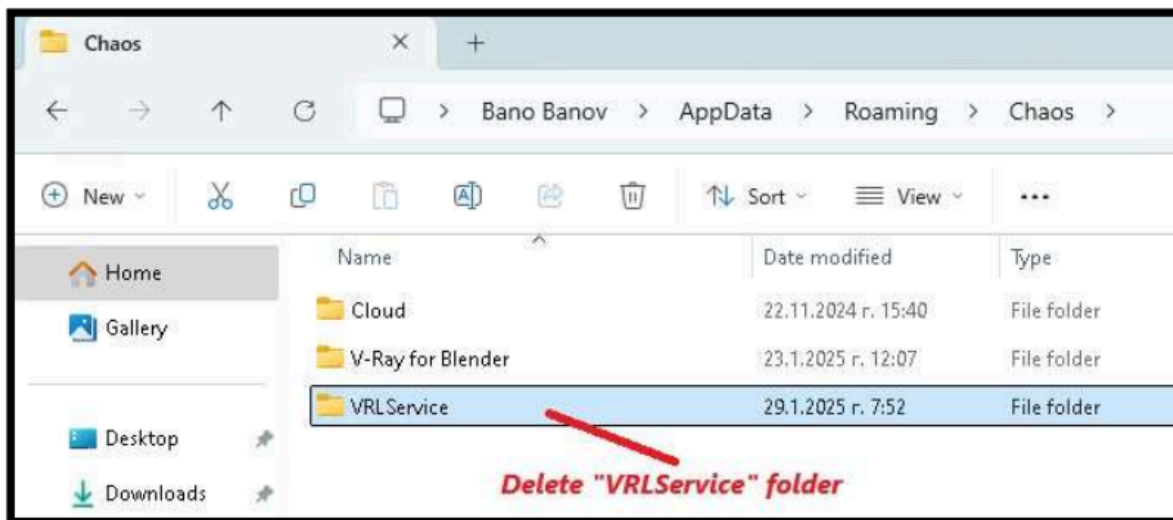 Chaos
Bano Banov > AppData > Roaming > Chaos >
New Sort View
Name Date modified Type
Home
Gallery
Desktop
Downloads
Cloud 22.11.2024 г. 15:40 File folder
V-Ray for Blender 23.1.2025 г. 12:07 File folder
VRLService 29.1.2025 г. 7:52 File folder
Delete "VRLService" folder